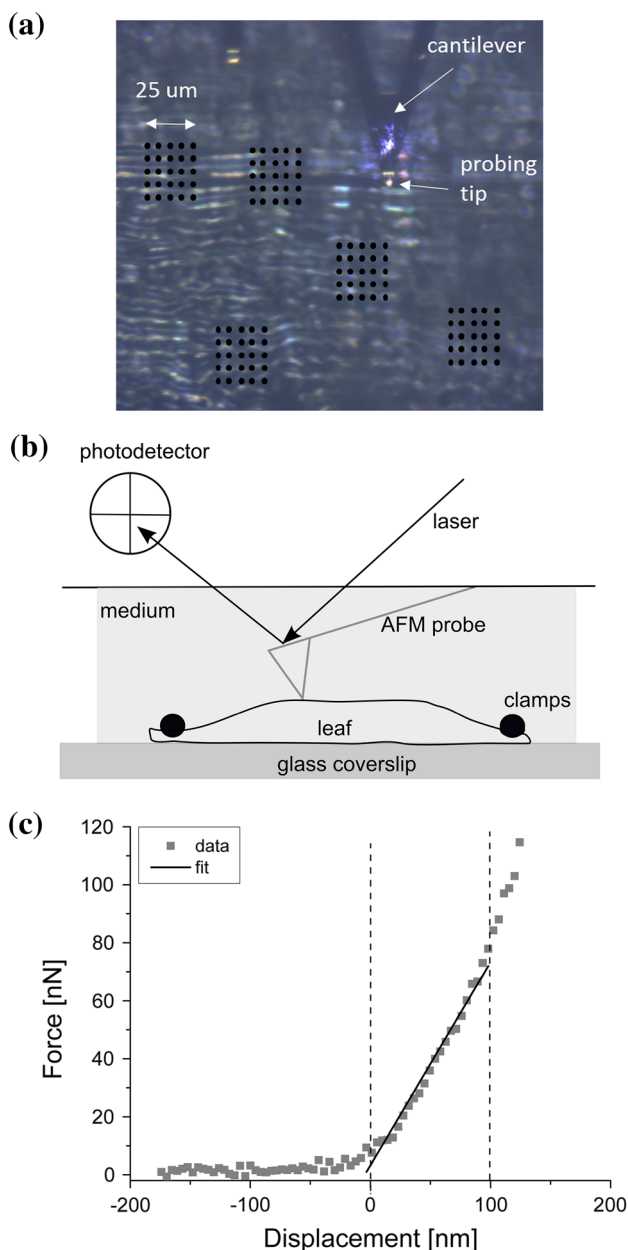 (a)
cantilever
25 um
probing
tip
(b)
photodetector
laser
medium
AFM probe
clamps
leaf
glass coverslip
(c)
120
100
80
60
40
20
0
Force [nN]
data
fit
-200
-100
0
100
200
Displacement [nm]